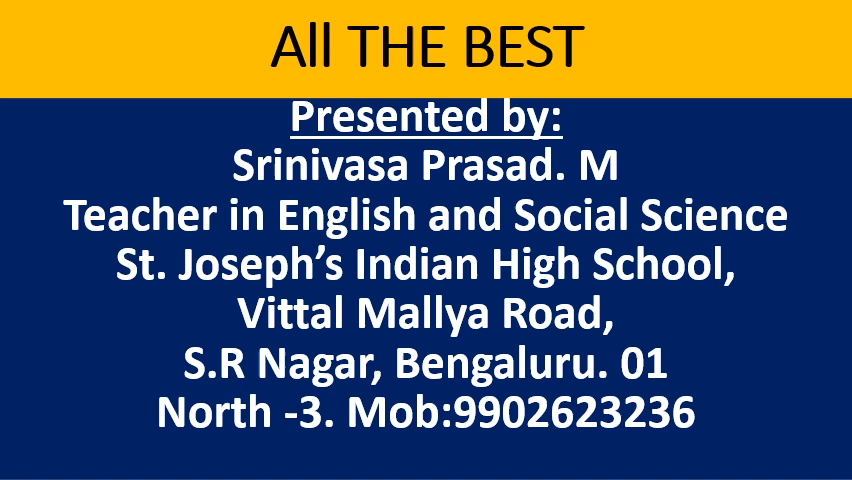 All THE BEST
Presented by:
Srinivasa Prasad. M
Teacher in English and Social Science
St. Joseph’s Indian High School,
Vittal Mallya Road,
S.R Nagar, Bengaluru. 01
North -3. Mob:9902623236